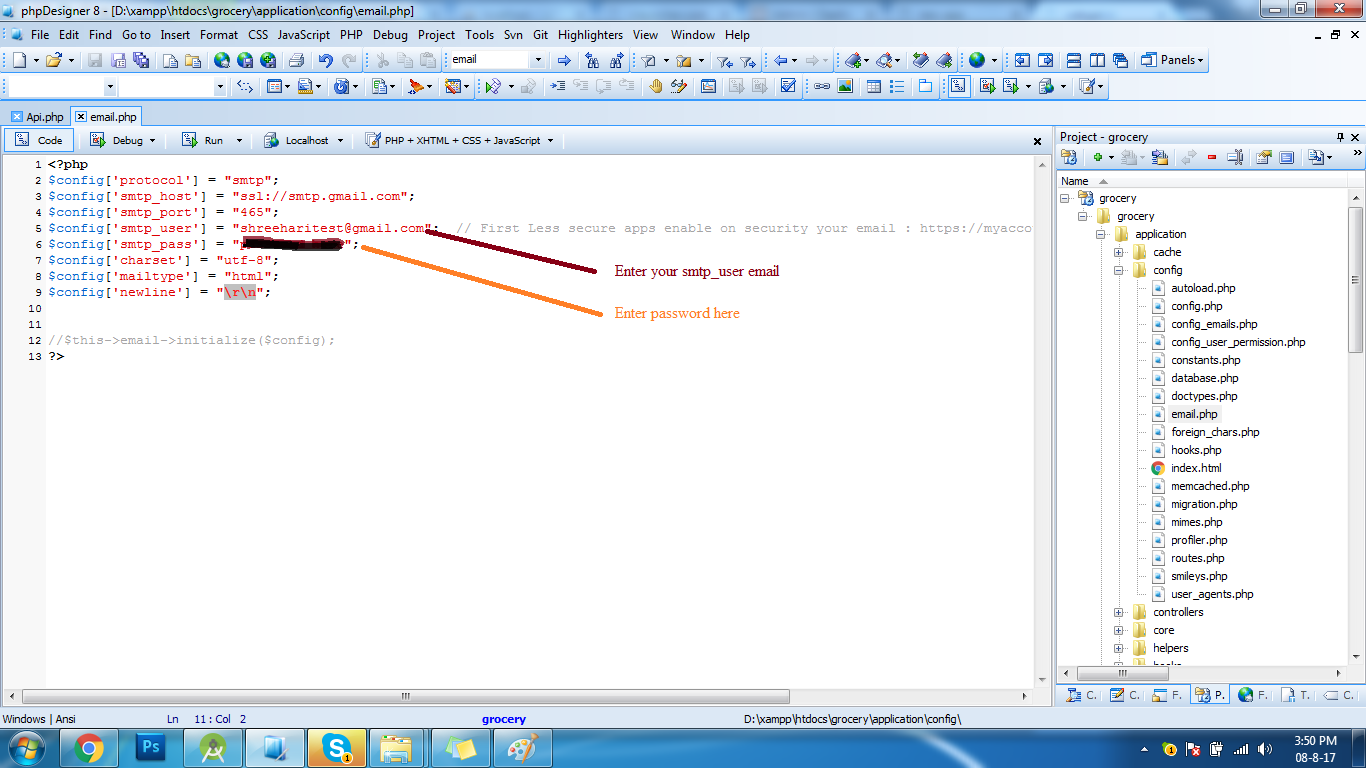 phpDesigner 8 - [D:\xampp\htdocs\grocery\application\config\email.php]
File Edit Find Go to Insert Format CSS JavaScript PHP Debug Project Tools Svn Git Highlighters View Window Help
email
Panels
Api.php email.php
Code Debug Run Localhost PHP + XHTML + CSS + JavaScript
1 <?php
2 $config['protocol'] = "smtp";
3 $config['smtp_host'] = "ssl://smtp.gmail.com";
4 $config['smtp_port'] = "465";
5 $config['smtp_user'] = "shreeharitest@gmail.com"; // First Less secure apps enable on security your email : https://myacco
6 $config['smtp_pass'] = " ";
7 $config['charset'] = "utf-8";
8 $config['mailtype'] = "html";
9 $config['newline'] = "\r\n";
10
11
12 //$this->email->initialize($config);
13 ?>
Enter your smtp_user email
Enter password here
Project - grocery
Name
grocery
grocery
application
cache
config
autoload.php
config.php
config_emails.php
config_user_permission.php
constants.php
database.php
doctypes.php
email.php
foreign_chars.php
hooks.php
index.html
memcached.php
migration.php
mimes.php
profiler.php
routes.php
smileys.php
user_agents.php
controllers
core
helpers
C. C. F. P. F. T. C.
Windows | Ansi Ln 11 : Col 2 grocery D:\xampp\htdocs\grocery\application\config\
Ps
S 1
1
3:50 PM
08-8-17